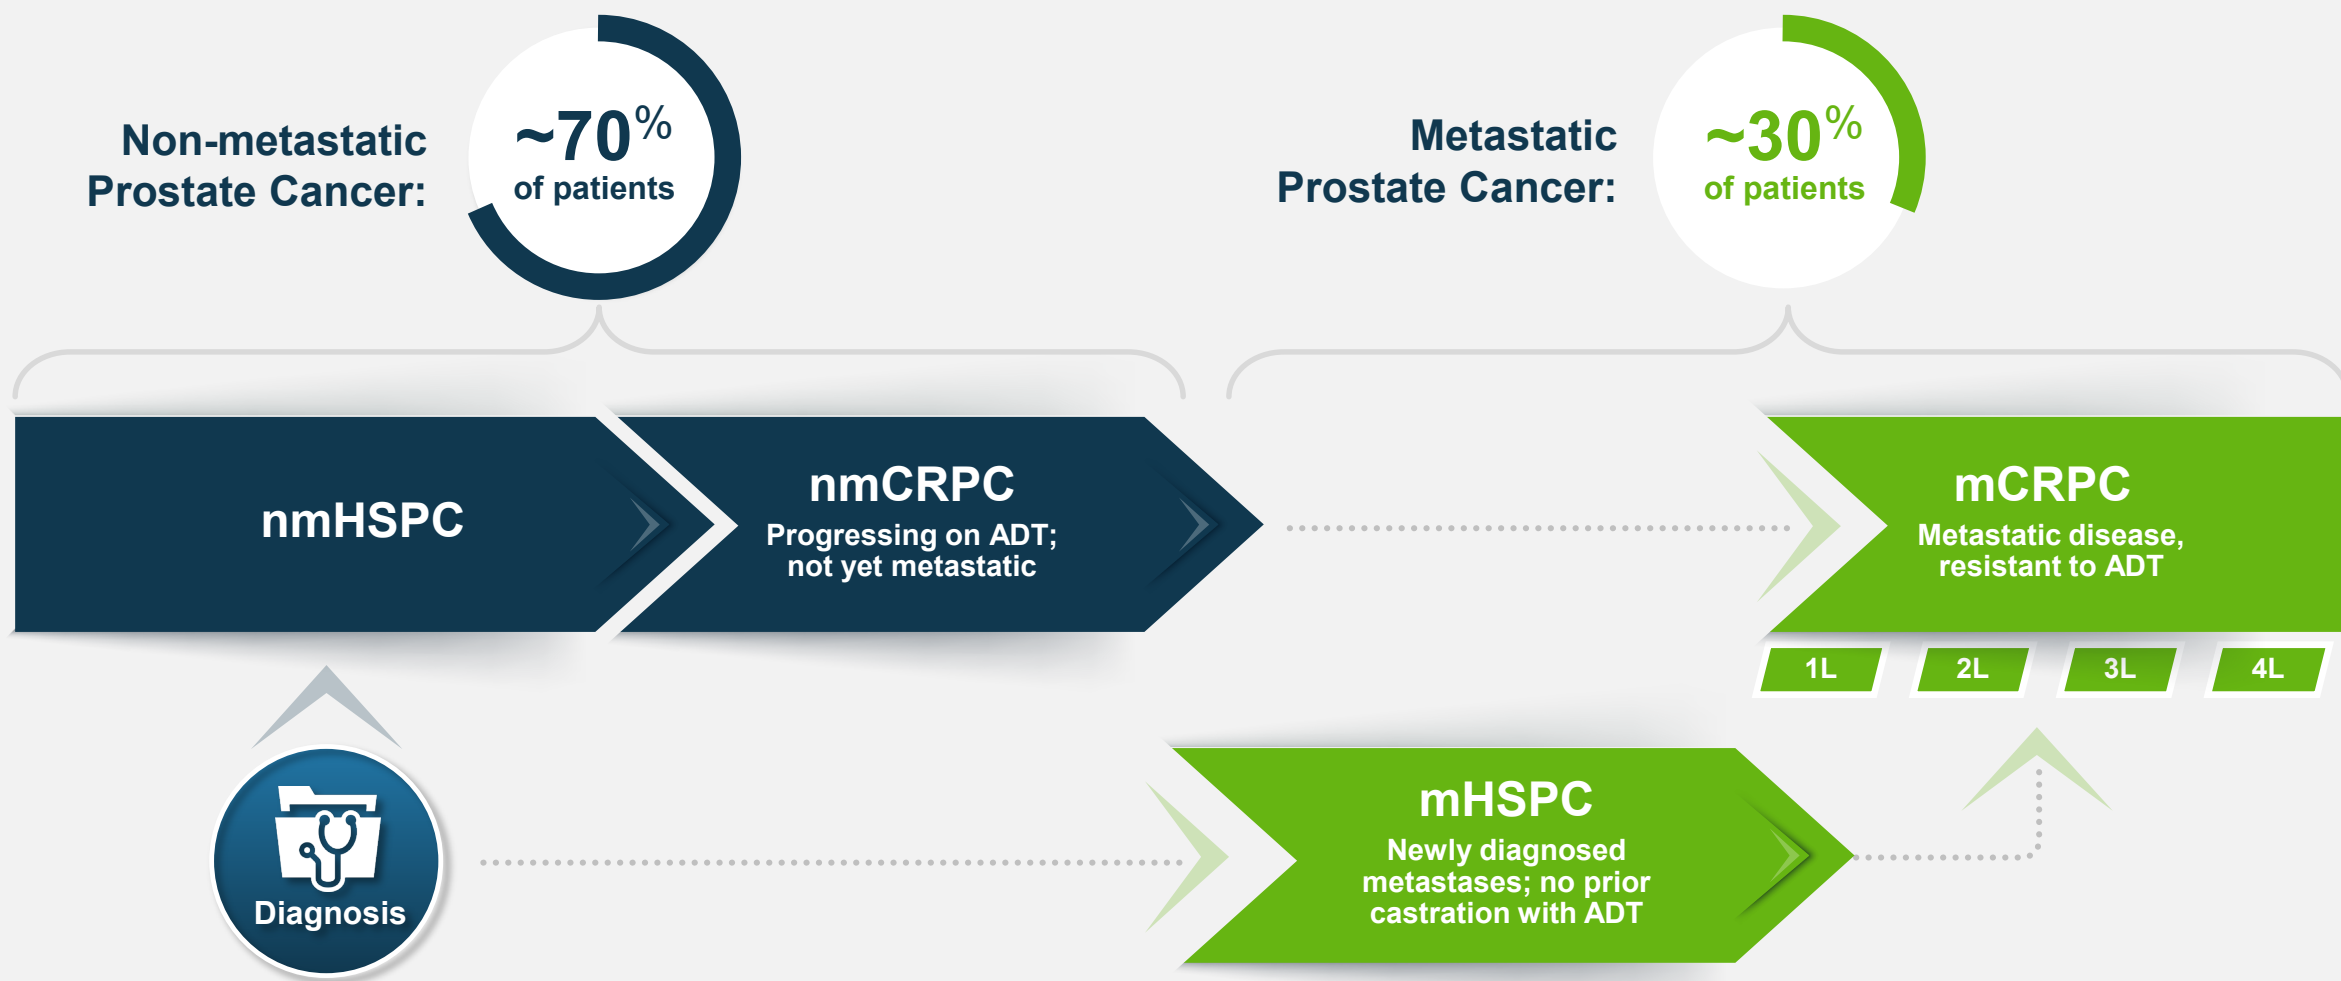 Non-metastatic
Prostate Cancer:
~70%
of patients
Metastatic
Prostate Cancer:
~30%
of patients
nmHSPC
nmCRPC
Progressing on ADT;
not yet metastatic
mCRPC
Metastatic disease,
resistant to ADT
1L
2L
3L
4L
Diagnosis
mHSPC
Newly diagnosed
metastases; no prior
castration with ADT